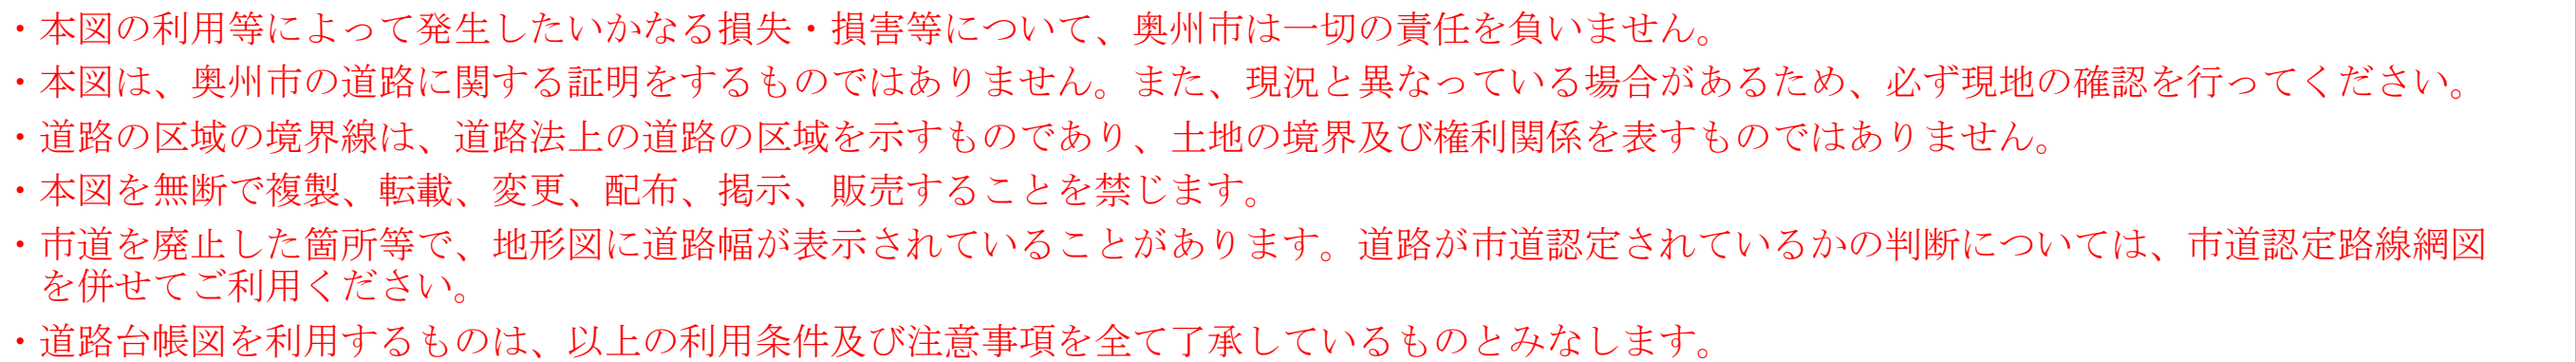 ・本図の利用等によって発生したいかなる損失・損害等について、奥州市は一切の責任を負いません。
・本図は、奥州市の道路に関する証明をするものではありません。また、現況と異なっている場合があるため、必ず現地の確認を行ってください。
・道路の区域の境界線は、道路法上の道路の区域を示すものであり、土地の境界及び権利関係を表すものではありません。
・本図を無断で複製、転載、変更、配布、掲示、販売することを禁じます。
・市道を廃止した箇所等で、地形図に道路幅が表示されていることがあります。道路が市道認定されているかの判断については、市道認定路線網図
を併せてご利用ください。
・道路台帳図を利用するものは、以上の利用条件及び注意事項を全て了承しているものとみなします。